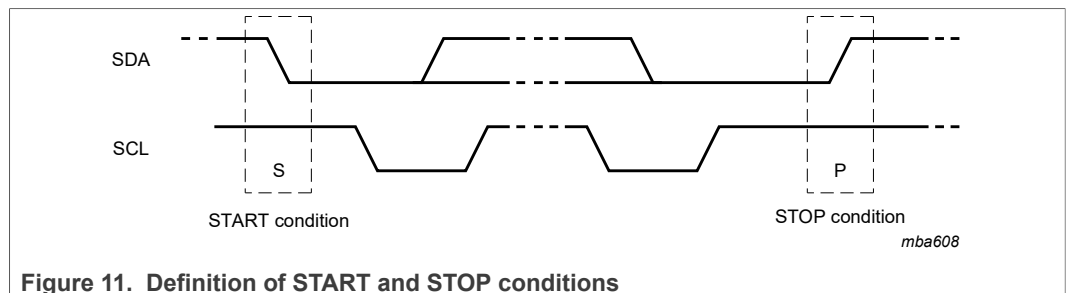 SDA
SCL
S
P
START condition
STOP condition
mba608
Figure 11. Definition of START and STOP conditions